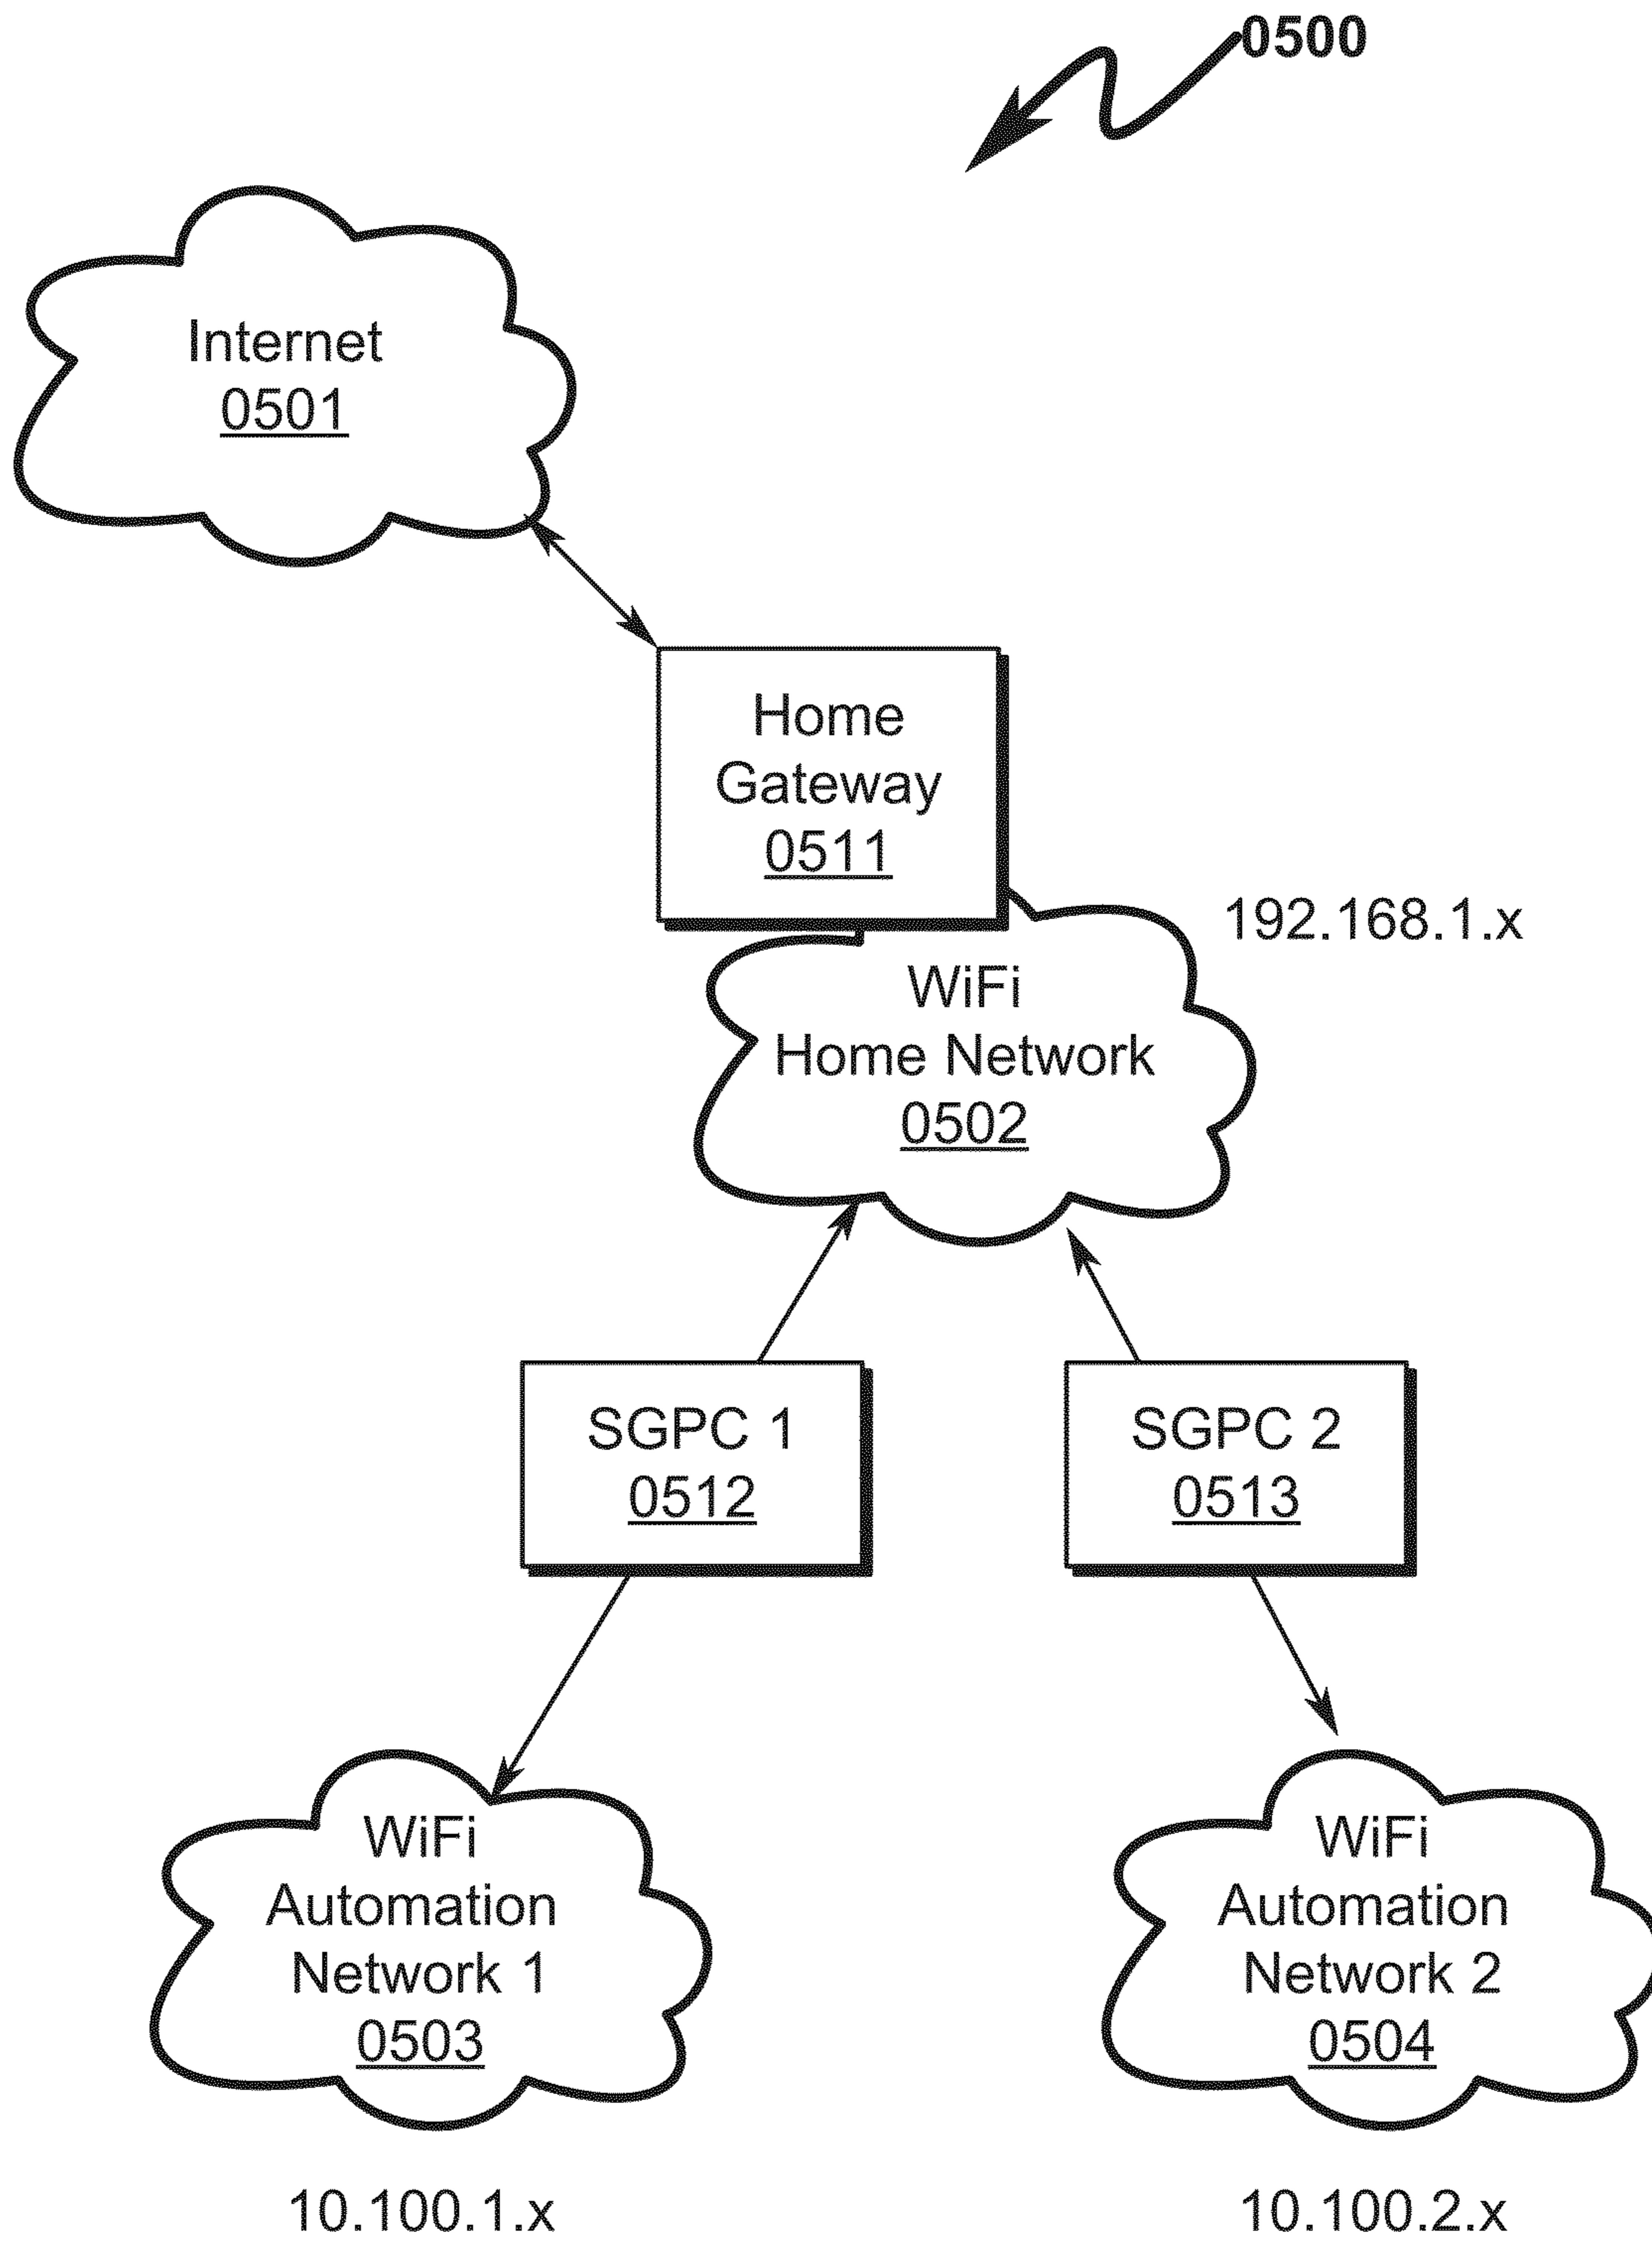 0500
Internet
0501
Home
Gateway
0511
192.168.1.x
WiFi
Home Network
0502
SGPC 1
0512
SGPC 2
0513
WiFi
Automation
Network 1
0503
10.100.1.x
WiFi
Automation
Network 2
0504
10.100.2.x